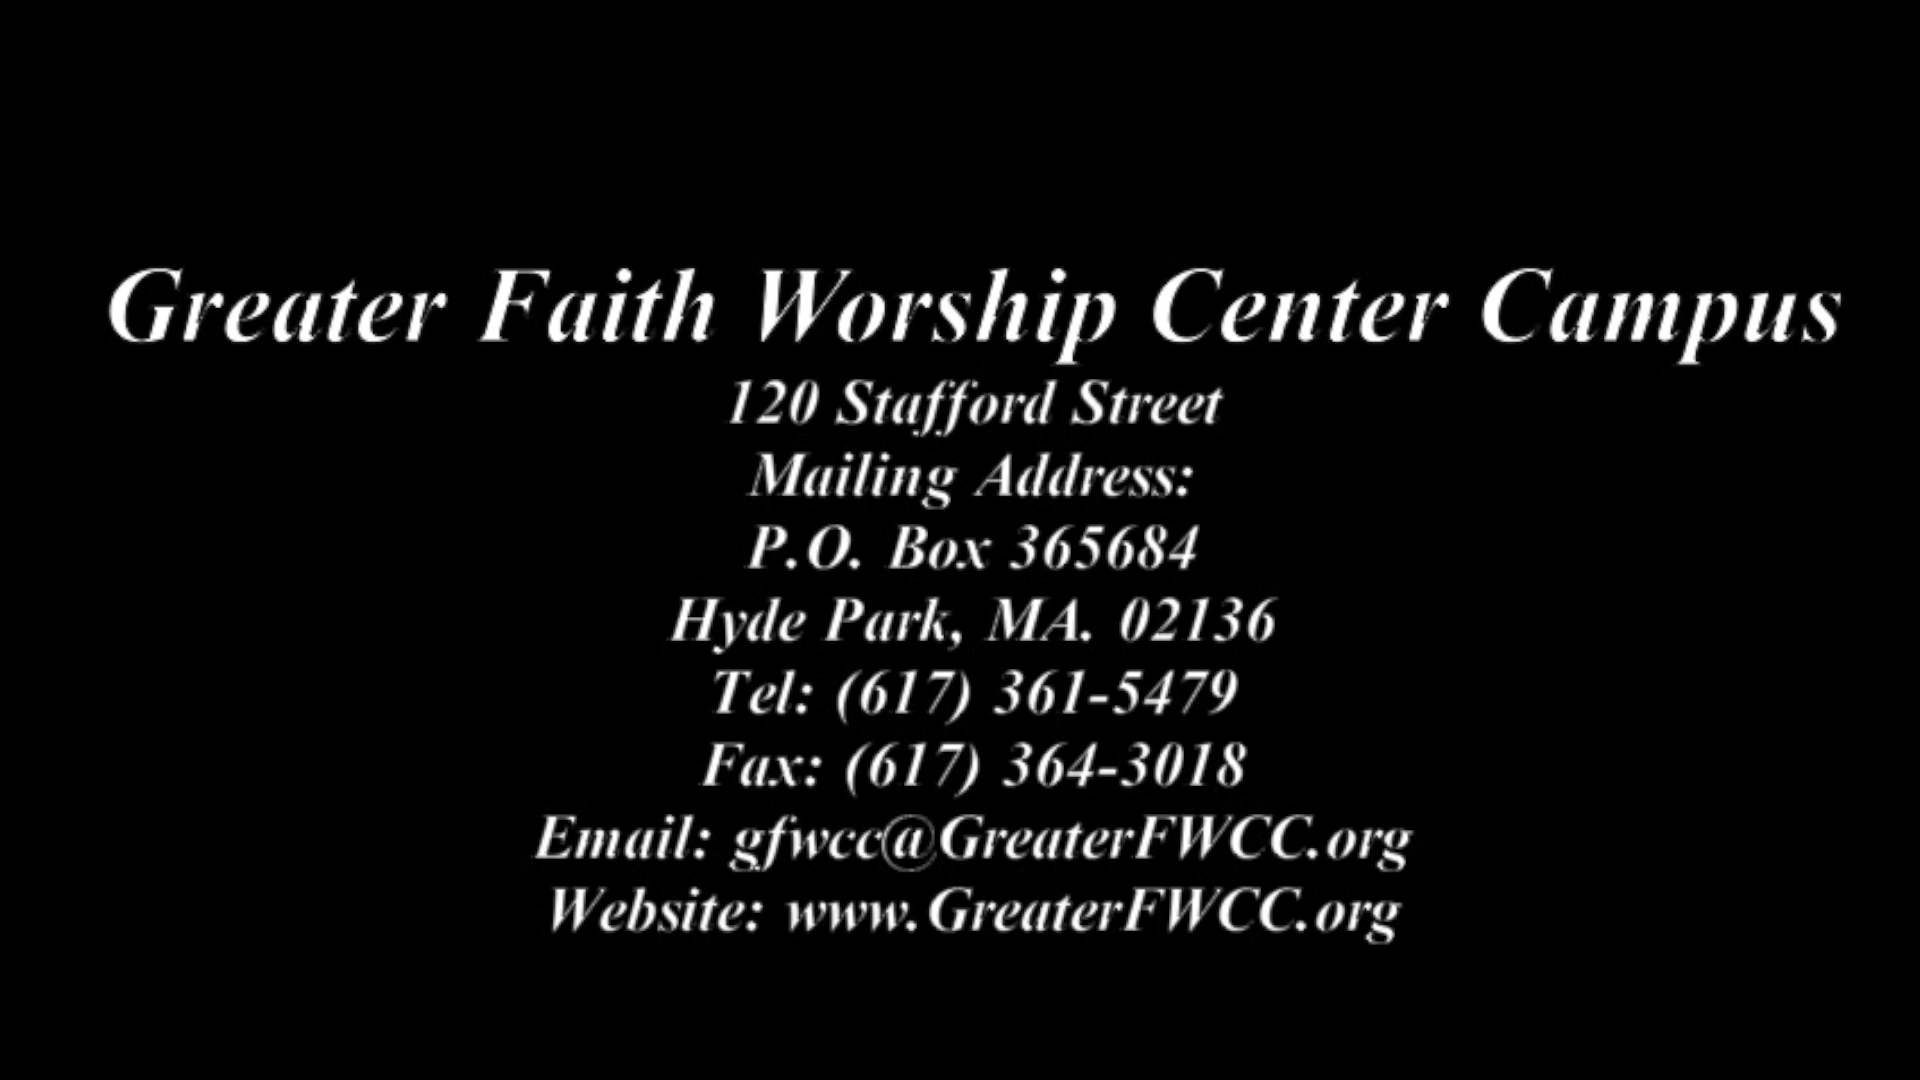 Greater Faith Worship Center Campus
120 Stafford Street
Mailing Address:
P.O. Box 365684
Hyde Park, MA. 02136
Tel: (617) 361-5479
Fax: (617) 364-3018
Email: gfwcc@GreaterFWCC.org
Website: www.GreaterFWCC.org